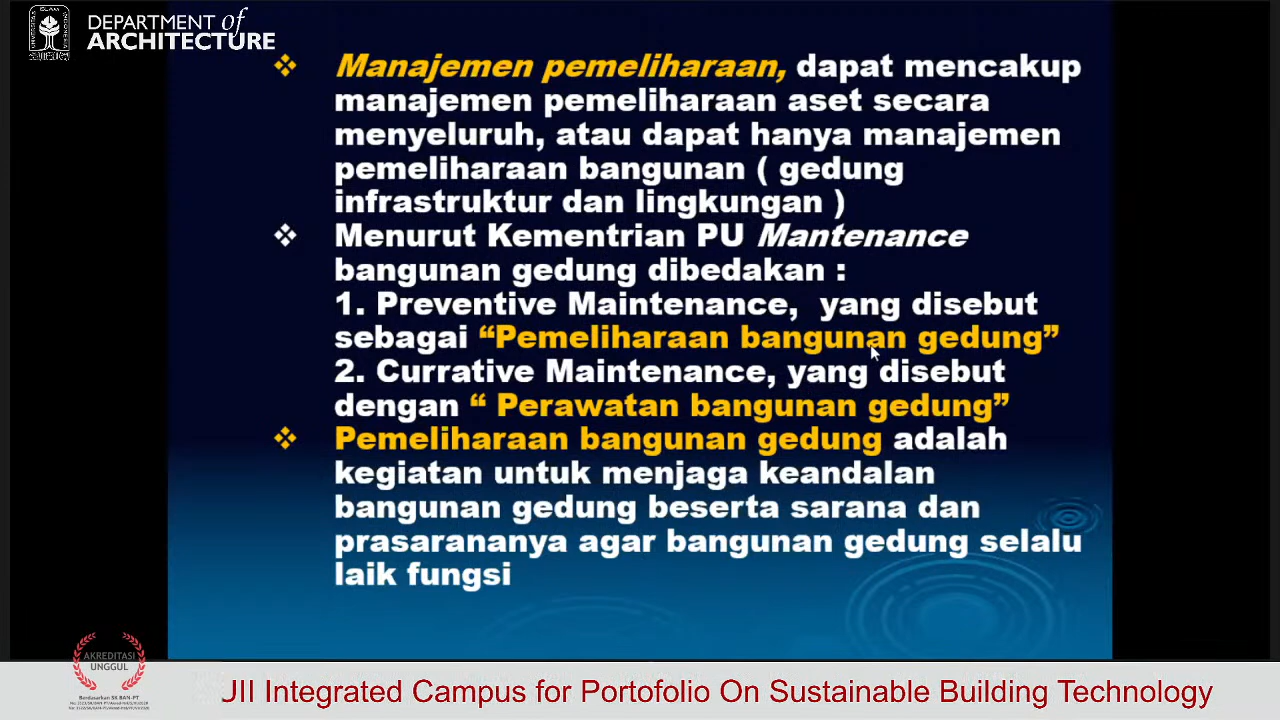 DEPARTMENT of
ARCHITECTURE
Manajemen pemeliharaan, dapat mencakup
manajemen pemeliharaan aset secara
menyeluruh, atau dapat hanya manajemen
pemeliharaan bangunan ( gedung
infrastruktur dan lingkungan )
Menurut Kementrian PU Mantenance
bangunan gedung dibedakan :
1. Preventive Maintenance, yang disebut
sebagai “Pemeliharaan bangunan gedung”
2. Currative Maintenance, yang disebut
dengan “ Perawatan bangunan gedung”
Pemeliharaan bangunan gedung adalah
kegiatan untuk menjaga keandalan
bangunan gedung beserta sarana dan
prasarananya agar bangunan gedung selalu
laik fungsi
AKREDITASI
UNGGUL
Berdasarkan SK BAN-PT
JII Integrated Campus for Portofolio On Sustainable Building Technology